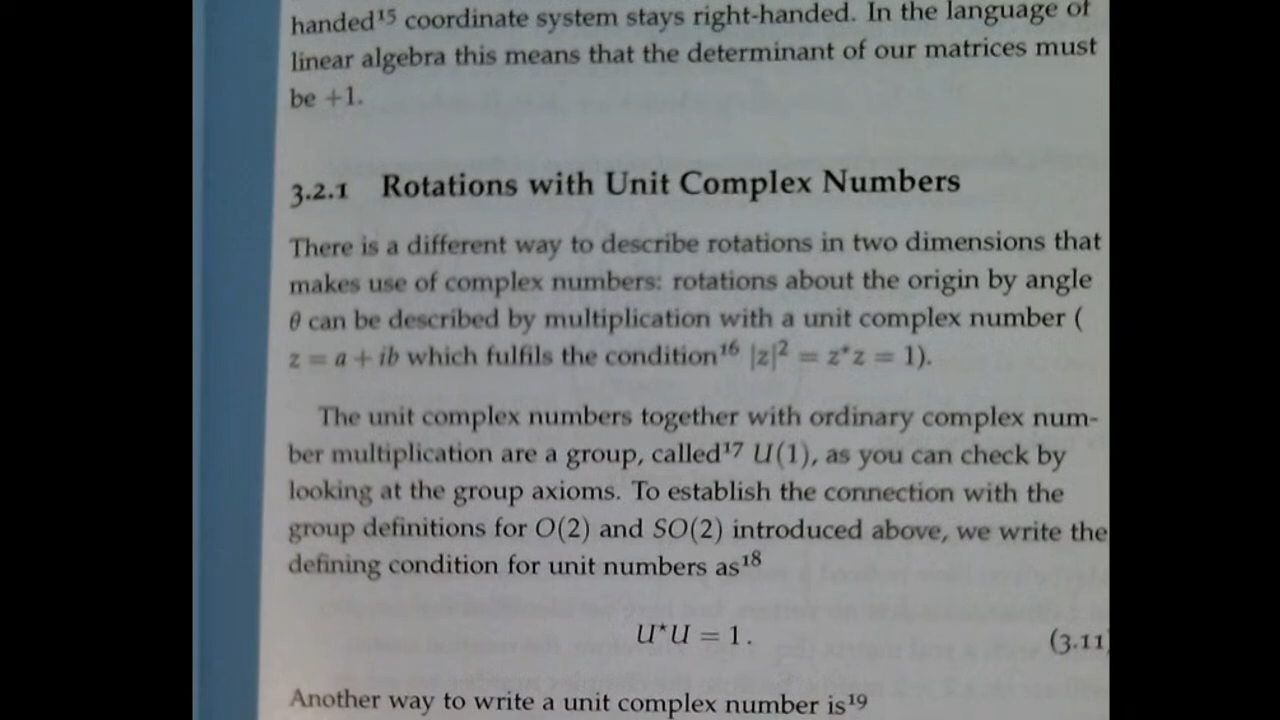 handed¹⁵ coordinate system stays right-handed. In the language of
linear algebra this means that the determinant of our matrices must
be +1.
3.2.1 Rotations with Unit Complex Numbers
There is a different way to describe rotations in two dimensions that
makes use of complex numbers: rotations about the origin by angle
θ can be described by multiplication with a unit complex number (
z = a + ib which fulfils the condition¹⁶ |z|² = z*z = 1).
The unit complex numbers together with ordinary complex num-
ber multiplication are a group, called¹⁷ U(1), as you can check by
looking at the group axioms. To establish the connection with the
group definitions for O(2) and SO(2) introduced above, we write the
defining condition for unit numbers as¹⁸
U*U = 1. (3.11)
Another way to write a unit complex number is¹⁹